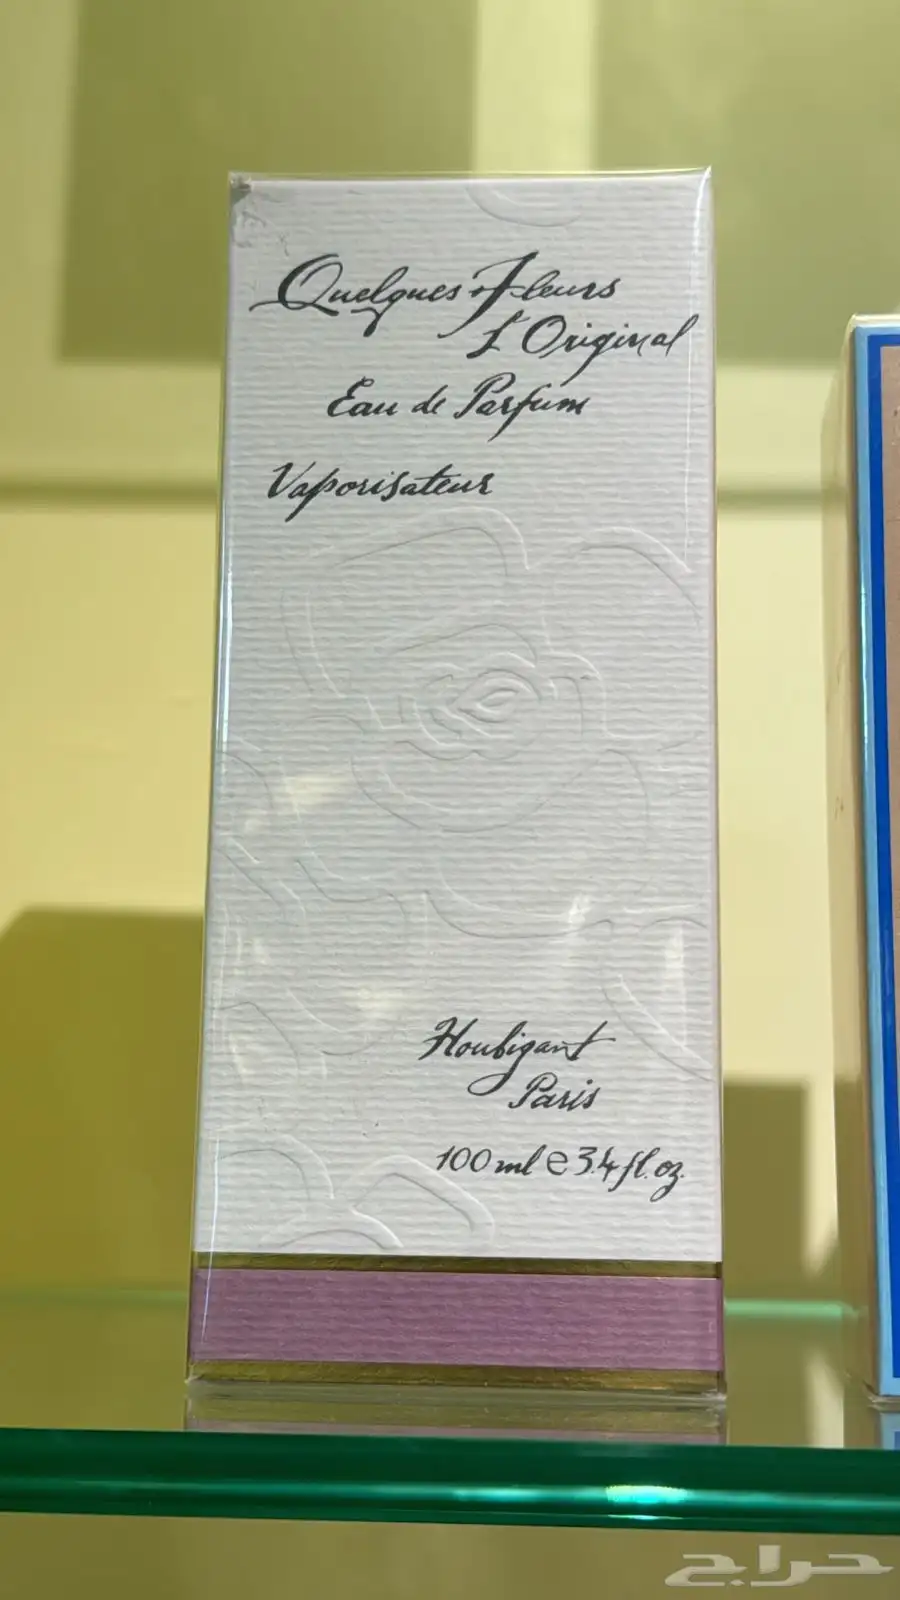 Quelques Fleurs
L'Original
Eau de Parfum
Vaporisateur
Houbigant
Paris
100 ml e 3.4 fl. oz.
حراج